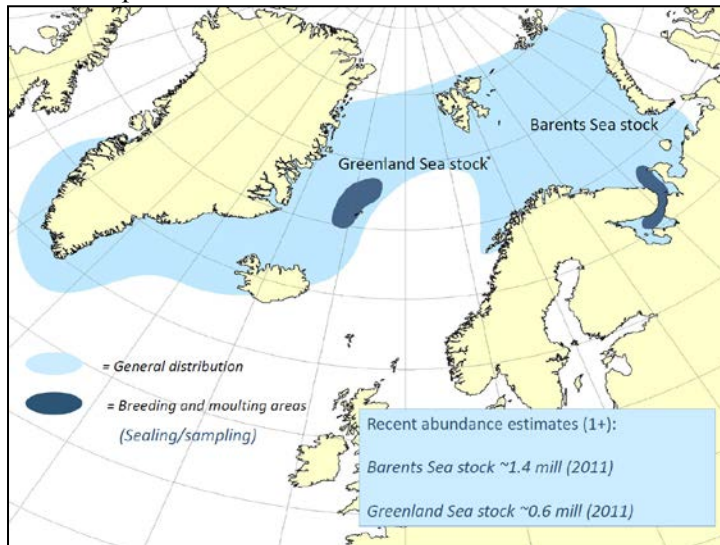 Barents Sea stock
Greenland Sea stock
= General distribution
= Breeding and moulting areas
(Sealing/sampling)
Recent abundance estimates (1+):
Barents Sea stock ~1.4 mill (2011)
Greenland Sea stock ~0.6 mill (2011)